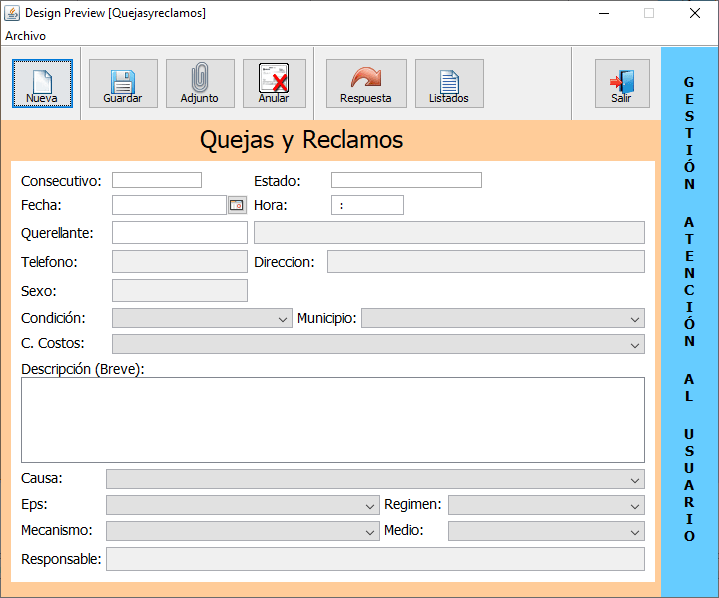 Design Preview [Quejasyreclamos]
Archivo
Nueva Guardar Adjunto Anular Respuesta Listados Salir
Quejas y Reclamos
Consecutivo: Estado:
Fecha: Hora: :
Querellante:
Telefono: Direccion:
Sexo:
Condición: Municipio:
C. Costos:
Descripción (Breve):
Causa:
Eps: Regimen:
Mecanismo: Medio:
Responsable:
GESTIÓN ATENCIÓN AL USUARIO